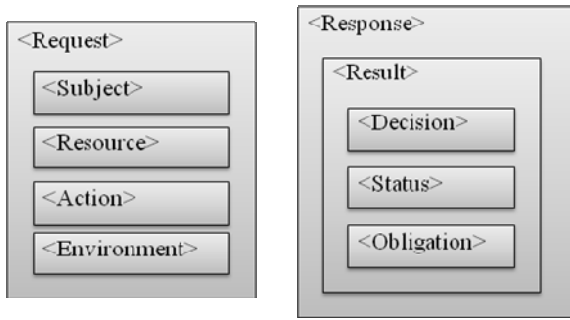 <Request>
<Subject>
<Resource>
<Action>
<Environment>
<Response>
<Result>
<Decision>
<Status>
<Obligation>